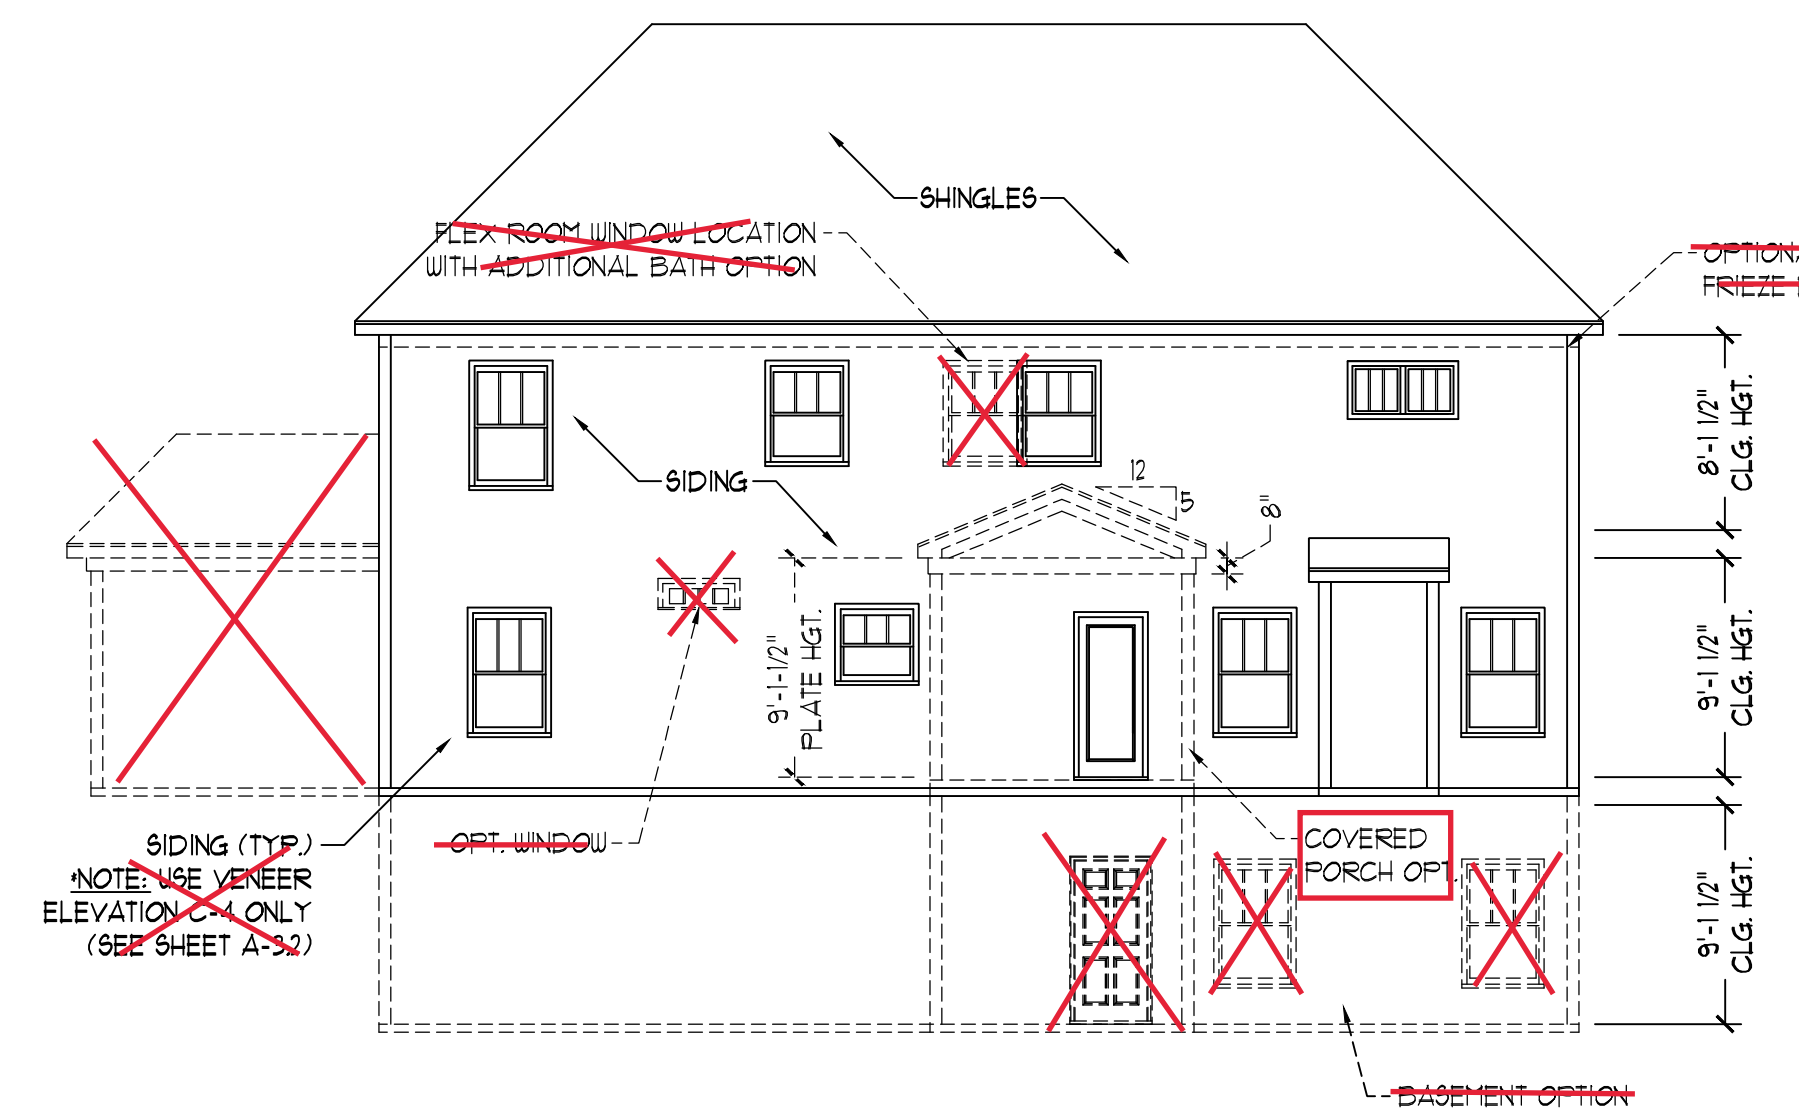 SHINGLES
FLEX ROOM WINDOW LOCATION
WITH ADDITIONAL BATH OPTION
FRIEZE
8'-1 1/2"
CLG. HGT.
12
5
SIDING
8"
9'-1-1/2"
PLATE HGT.
9'-1 1/2"
CLG. HGT.
SIDING (TYP.)
*NOTE: USE VENEER
ELEVATION C-4 ONLY
(SEE SHEET A-3.2)
OPT. WINDOW
COVERED
PORCH OPT.
9'-1 1/2"
CLG. HGT.
BASEMENT OPTION